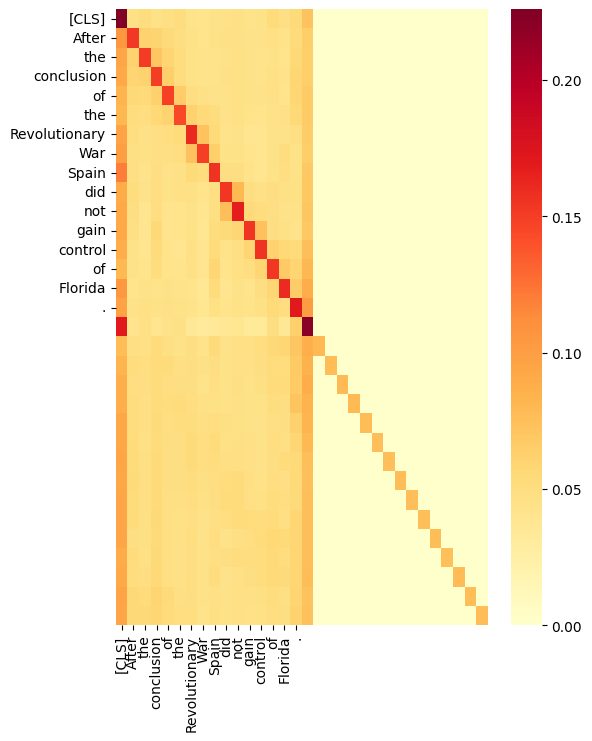 [CLS]
After
the
conclusion
of
the
Revolutionary
War
Spain
did
not
gain
control
of
Florida
.
0.20
0.15
0.10
0.05
0.00
[CLS]
After
the
conclusion
of
the
Revolutionary
War
Spain
did
not
gain
control
of
Florida
.